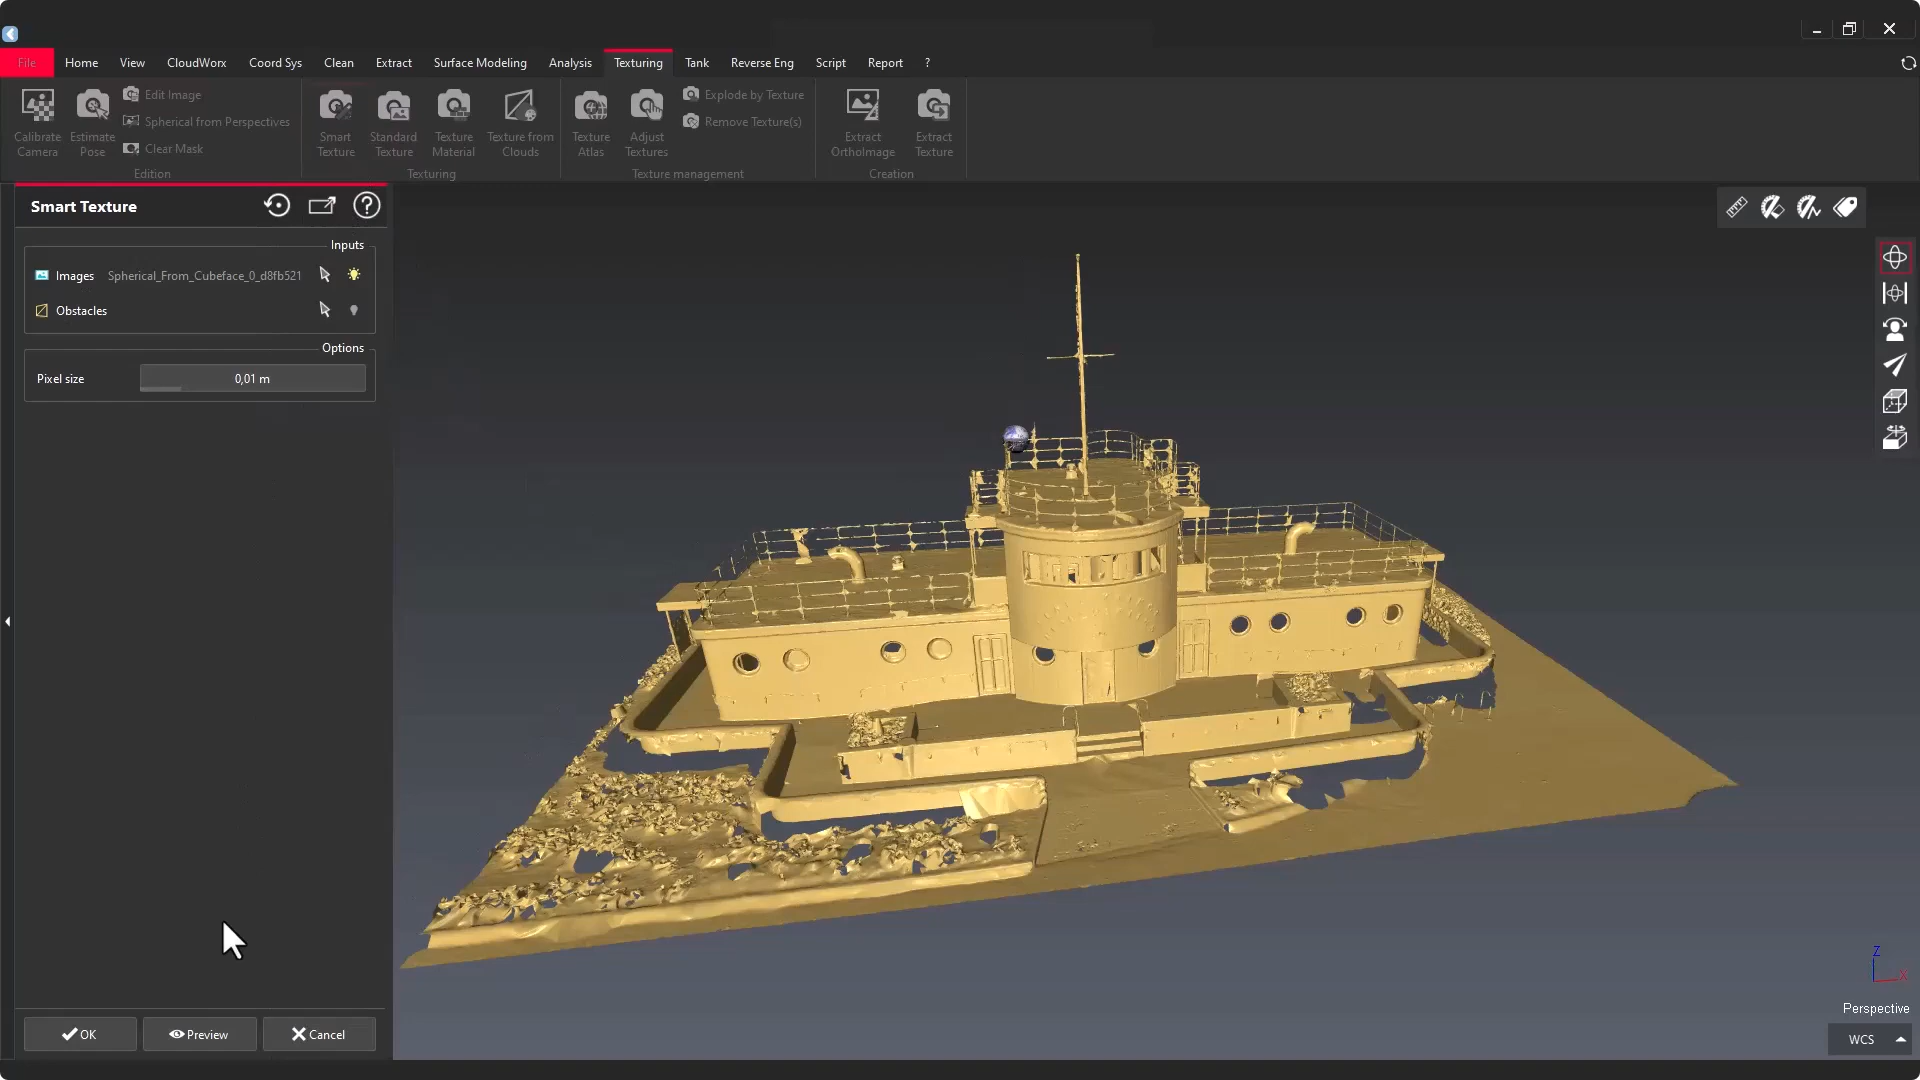 File Home View CloudWorx Coord Sys Clean Extract Surface Modeling Analysis Texturing Tank Reverse Eng Script Report ?
Calibrate Camera
Estimate Pose
Edit Image
Spherical from Perspectives
Clear Mask
Edition
Smart Texture
Standard Texture
Texture Material
Texture from Clouds
Texturing
Texture Atlas
Adjust Textures
Explode by Texture
Remove Texture(s)
Texture management
Extract OrthoImage
Extract Texture
Creation
Smart Texture
Inputs
Images Spherical_From_Cubeface_0_d8fb521
Obstacles
Options
Pixel size 0,01 m
OK Preview Cancel
Z
X
Perspective
WCS